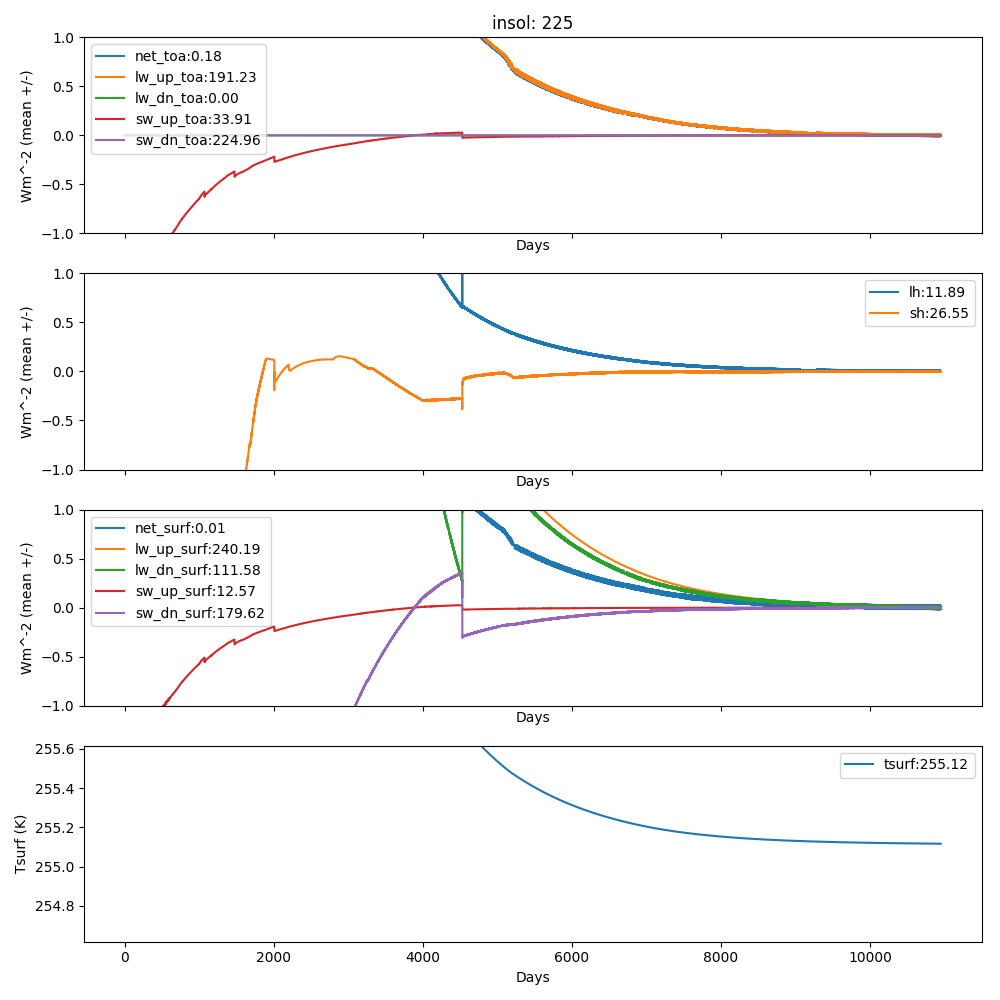 insol: 225
1.0
0.5
0.0
−0.5
−1.0
Wm^-2 (mean +/-)
net_toa:0.18
lw_up_toa:191.23
lw_dn_toa:0.00
sw_up_toa:33.91
sw_dn_toa:224.96
Days
1.0
0.5
0.0
−0.5
−1.0
Wm^-2 (mean +/-)
lh:11.89
sh:26.55
Days
1.0
0.5
0.0
−0.5
−1.0
Wm^-2 (mean +/-)
net_surf:0.01
lw_up_surf:240.19
lw_dn_surf:111.58
sw_up_surf:12.57
sw_dn_surf:179.62
Days
255.6
255.4
255.2
255.0
254.8
Tsurf (K)
tsurf:255.12
0 2000 4000 6000 8000 10000
Days